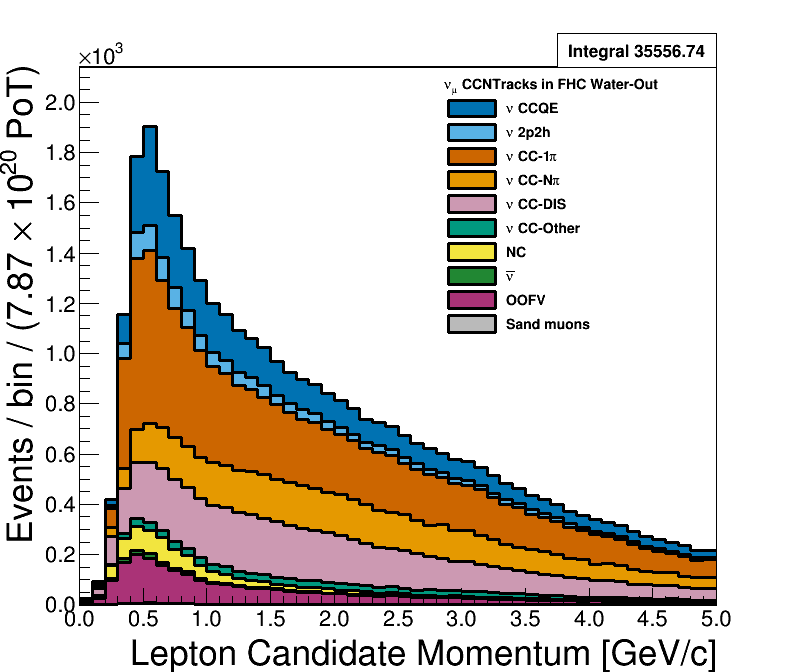 ×10³
Integral 35556.74
ν_μ CCNTracks in FHC Water-Out
ν CCQE
ν 2p2h
ν CC-1π
ν CC-Nπ
ν CC-DIS
ν CC-Other
NC
ν̅
OOFV
Sand muons
Events / bin / (7.87 × 10²⁰ PoT)
2.0
1.8
1.6
1.4
1.2
1.0
0.8
0.6
0.4
0.2
0.0
0.0 0.5 1.0 1.5 2.0 2.5 3.0 3.5 4.0 4.5 5.0
Lepton Candidate Momentum [GeV/c]